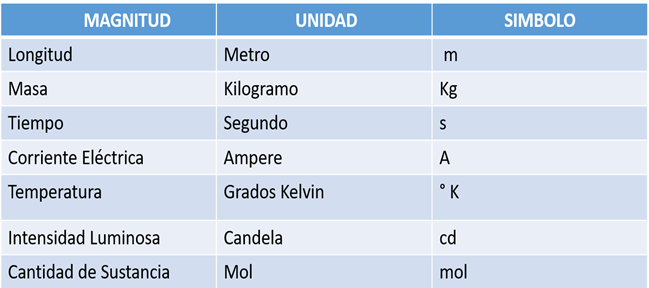 MAGNITUD UNIDAD SIMBOLO
Longitud Metro m
Masa Kilogramo Kg
Tiempo Segundo s
Corriente Eléctrica Ampere A
Temperatura Grados Kelvin ° K
Intensidad Luminosa Candela cd
Cantidad de Sustancia Mol mol